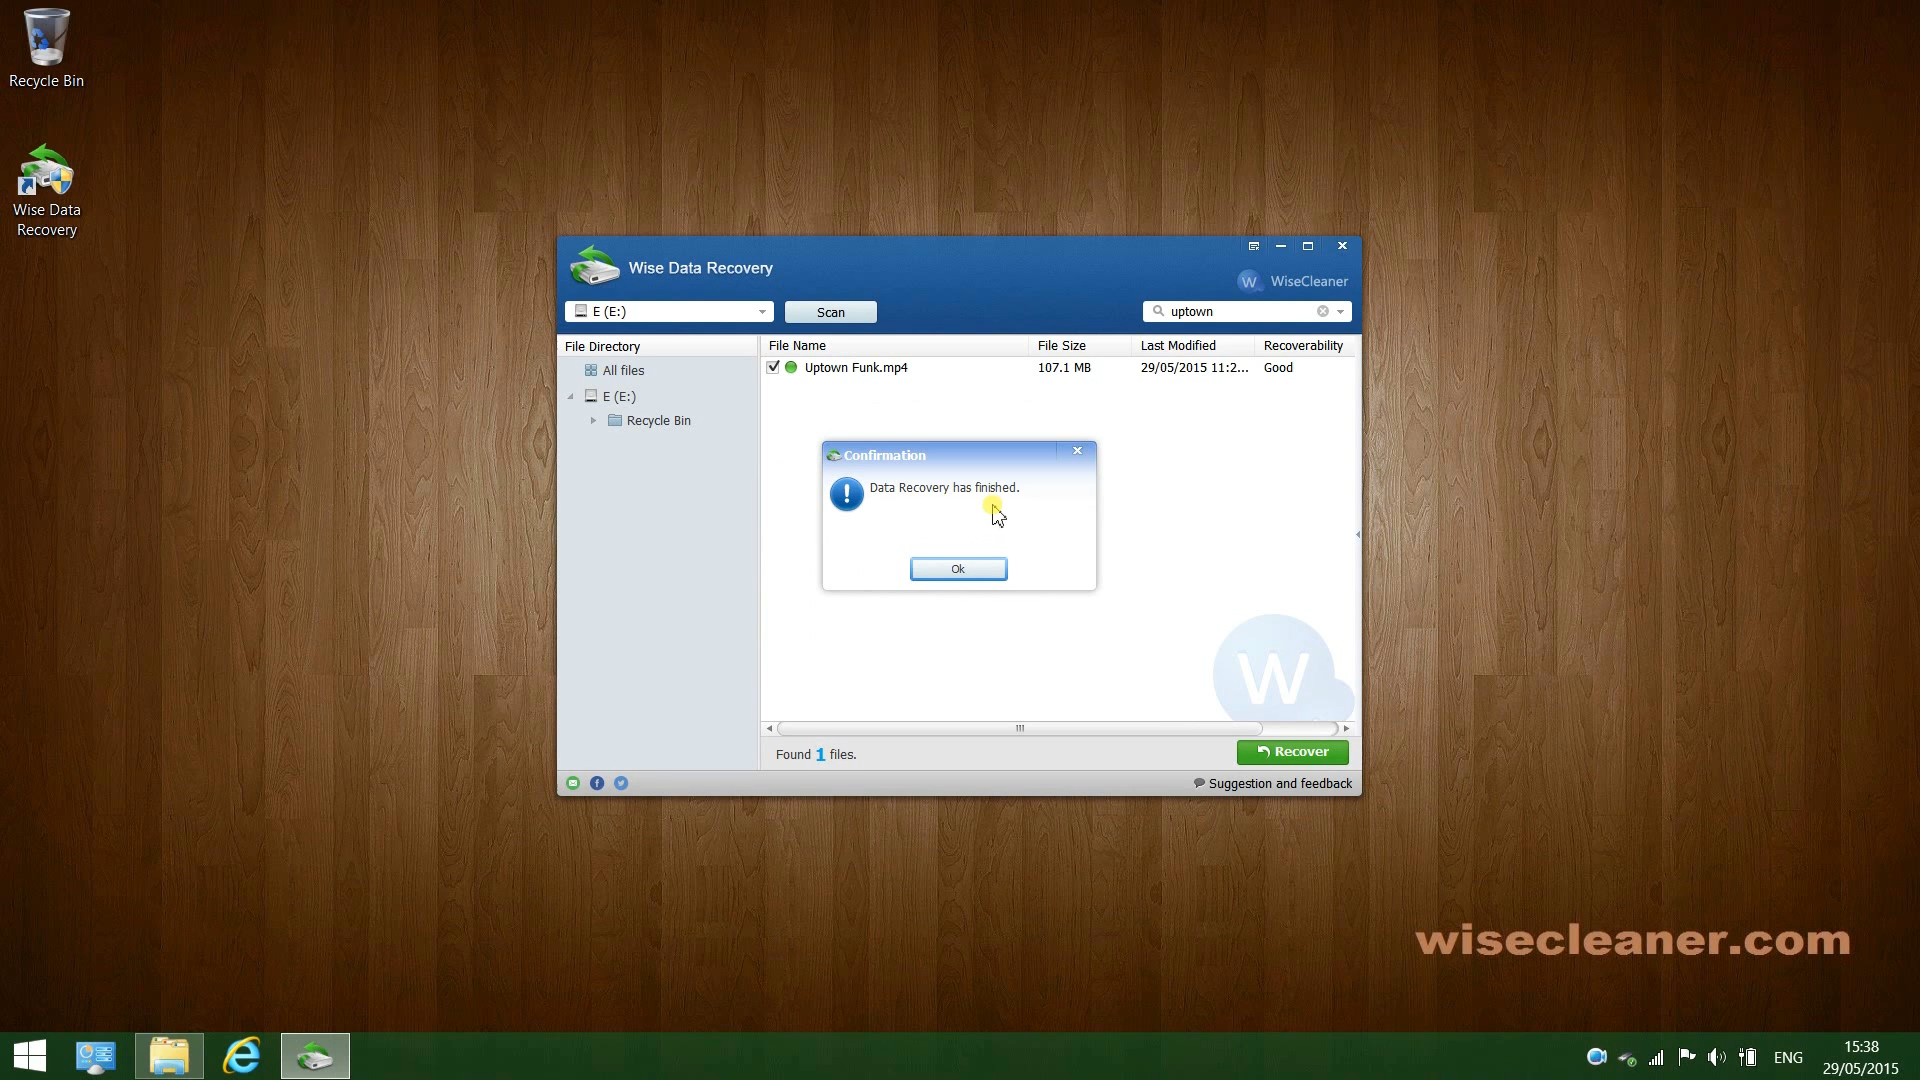 Recycle Bin
Wise Data
Recovery
Wise Data Recovery
W WiseCleaner
E (E:)
Scan
uptown
File Directory
File Name
File Size
Last Modified
Recoverability
All files
Uptown Funk.mp4
107.1 MB
29/05/2015 11:2...
Good
E (E:)
Recycle Bin
Confirmation
Data Recovery has finished.
Ok
W
Found 1 files.
Recover
Suggestion and feedback
wisecleaner.com
ENG
15:38
29/05/2015